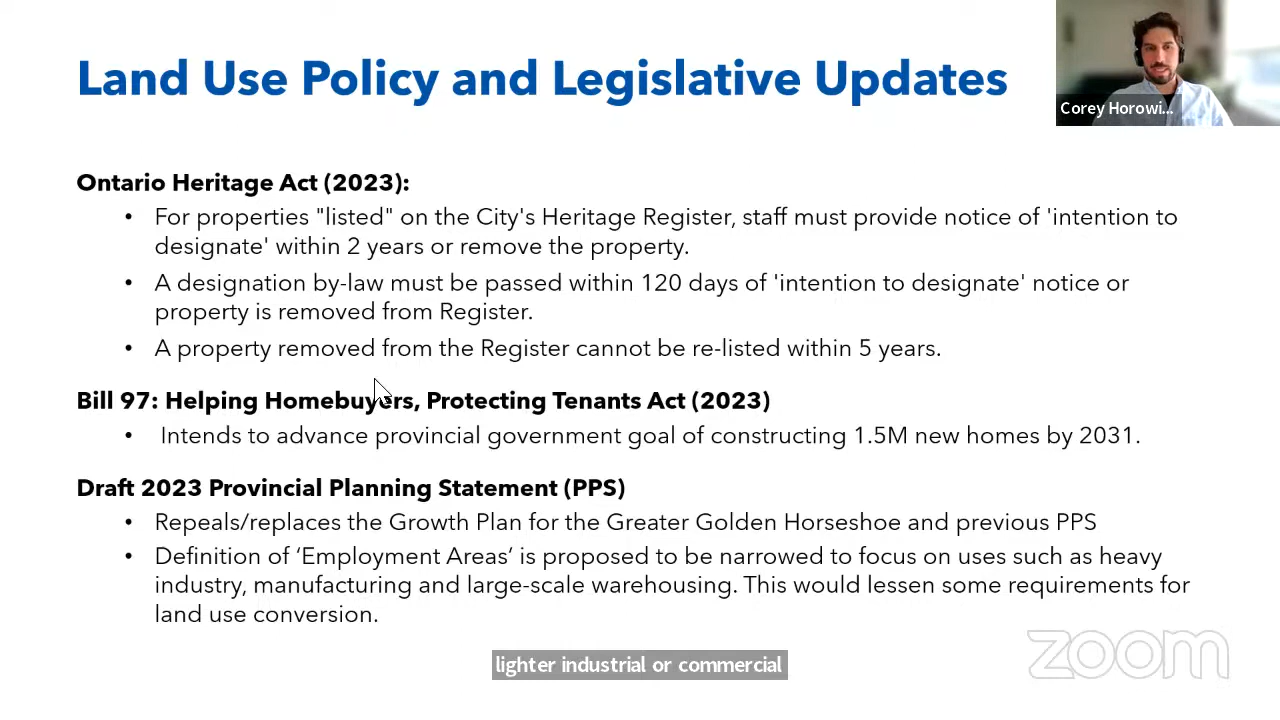 Land Use Policy and Legislative Updates
Corey Horowi...
Ontario Heritage Act (2023):
• For properties "listed" on the City's Heritage Register, staff must provide notice of 'intention to
designate' within 2 years or remove the property.
• A designation by-law must be passed within 120 days of 'intention to designate' notice or
property is removed from Register.
• A property removed from the Register cannot be re-listed within 5 years.
Bill 97: Helping Homebuyers, Protecting Tenants Act (2023)
• Intends to advance provincial government goal of constructing 1.5M new homes by 2031.
Draft 2023 Provincial Planning Statement (PPS)
• Repeals/replaces the Growth Plan for the Greater Golden Horseshoe and previous PPS
• Definition of ‘Employment Areas’ is proposed to be narrowed to focus on uses such as heavy
industry, manufacturing and large-scale warehousing. This would lessen some requirements for
land use conversion.
lighter industrial or commercial
zoom